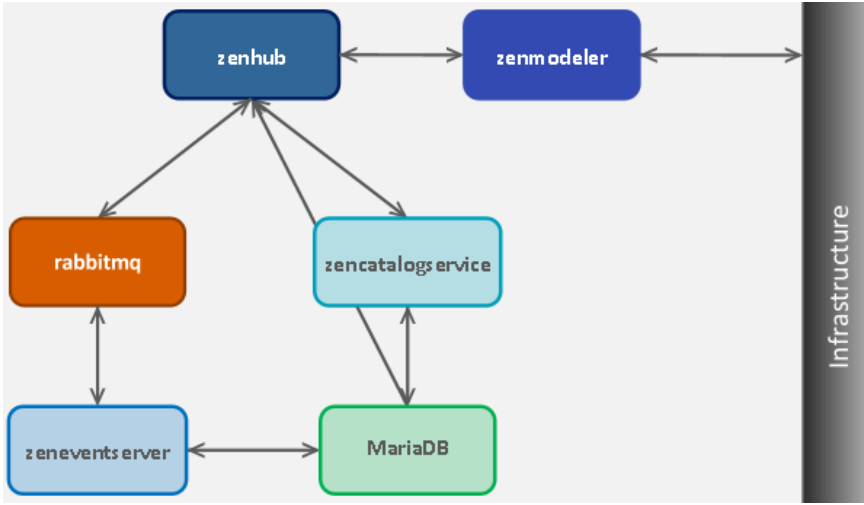 zenhub
zenmodeler
rabbitmq
zencatalogservice
zeneventserver
MariaDB
Infrastructure